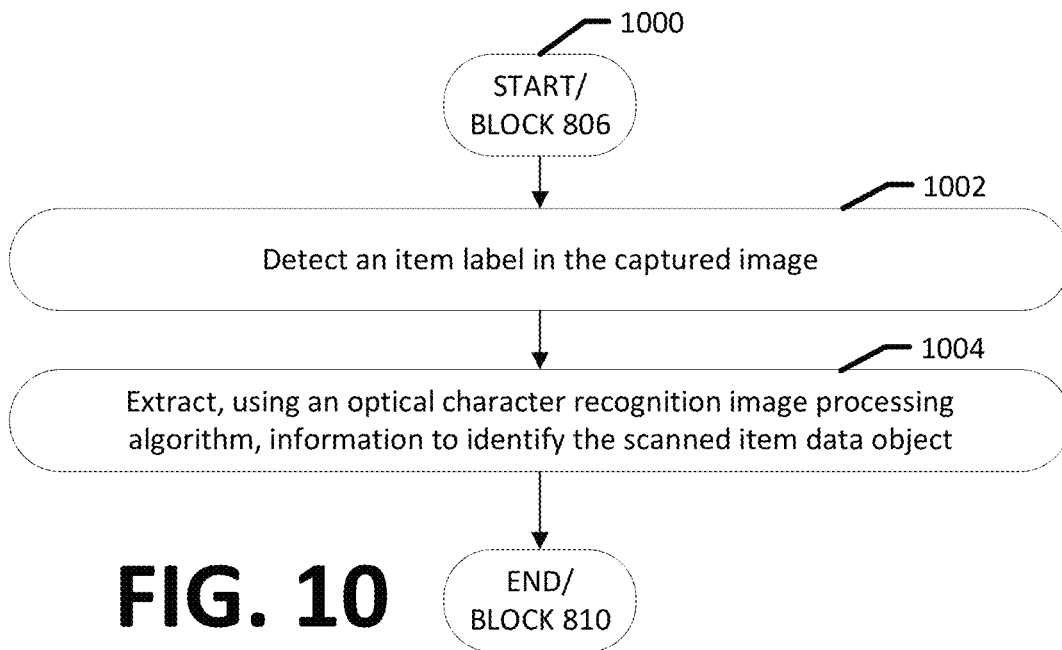 1000
START/
BLOCK 806
1002
Detect an item label in the captured image
1004
Extract, using an optical character recognition image processing
algorithm, information to identify the scanned item data object
END/
BLOCK 810
FIG. 10